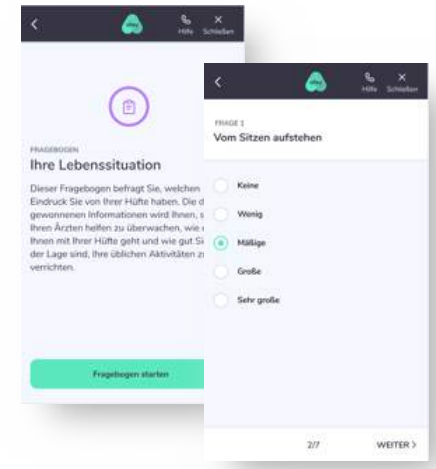 Hilfe
Schließen
FRAGEBOGEN
Ihre Lebenssituation
Dieser Fragebogen befragt Sie, welchen
Eindruck Sie von Ihrer Hüfte haben. Die d
gewonnenen Informationen wird Ihnen, s
Ihren Ärzten helfen zu überwachen, wie
Ihnen mit Ihrer Hüfte geht und wie gut Si
der Lage sind, Ihre üblichen Aktivitäten z
verrichten.
Fragebogen starten
Hilfe
Schließen
FRAGE 1
Vom Sitzen aufstehen
Keine
Wenig
Mäßige
Große
Sehr große
2/7
WEITER >